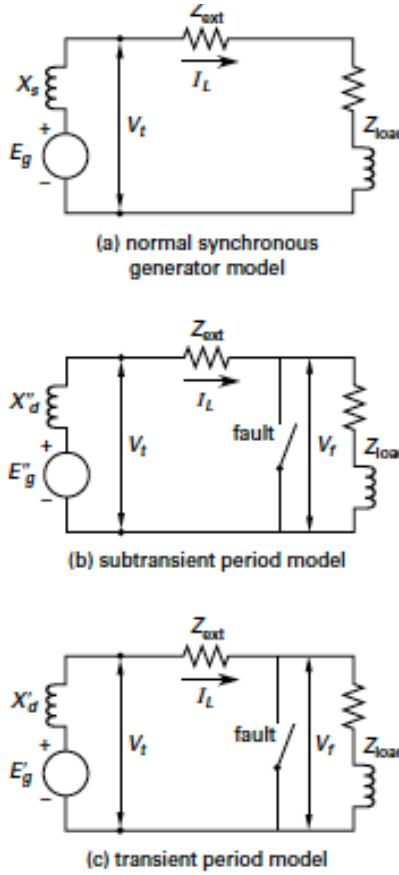 Z_ext
I_L
X_s
+
E_g
−
V_t
Z_load
(a) normal synchronous
generator model
Z_ext
I_L
X"_d
+
E"_g
−
V_t
fault
V_f
Z_load
(b) subtransient period model
Z_ext
I_L
X'_d
+
E'_g
−
V_t
fault
V_f
Z_load
(c) transient period model